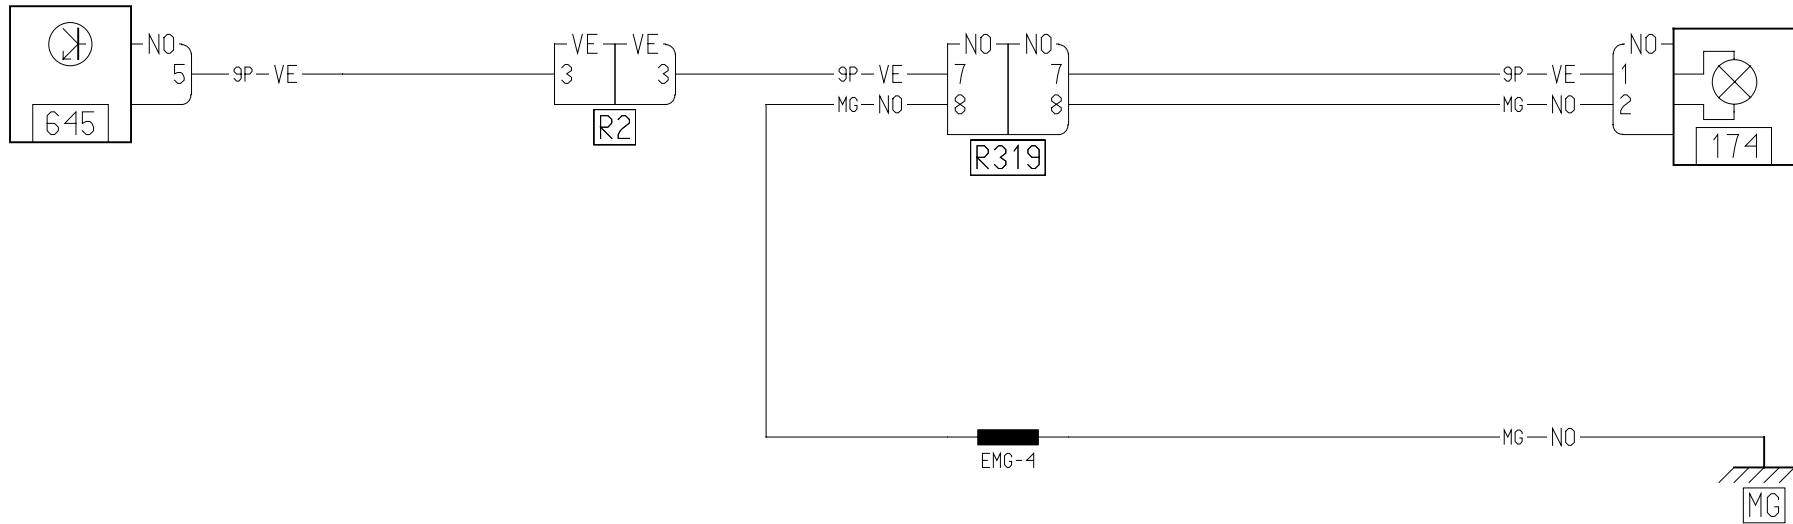 NO VE VE NO NO NO
5 9P VE 3 3 9P VE 7 7 9P VE 1
MG NO 8 8 MG NO 2
645 R2 174
R319
MG NO
EMG-4
MG